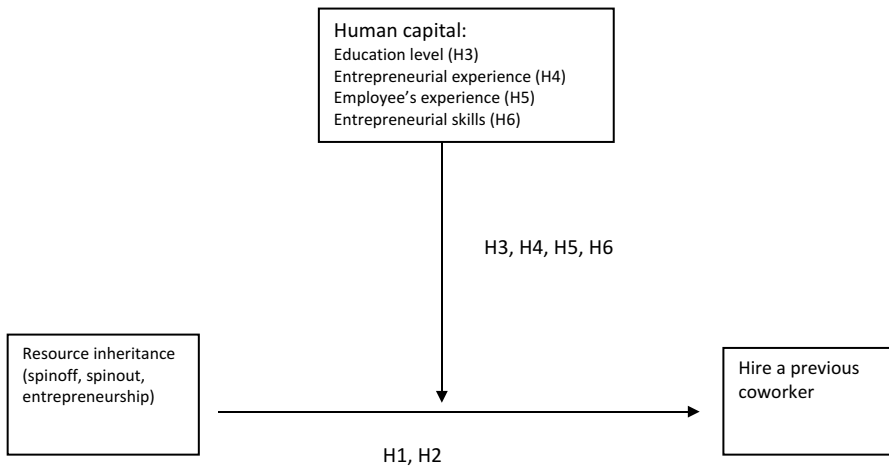 Human capital:
Education level (H3)
Entrepreneurial experience (H4)
Employee’s experience (H5)
Entrepreneurial skills (H6)
H3, H4, H5, H6
Resource inheritance
(spinoff, spinout,
entrepreneurship)
Hire a previous
coworker
H1, H2